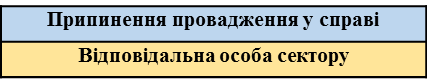 Припинення провадження у справі
Відповідальна особа сектору